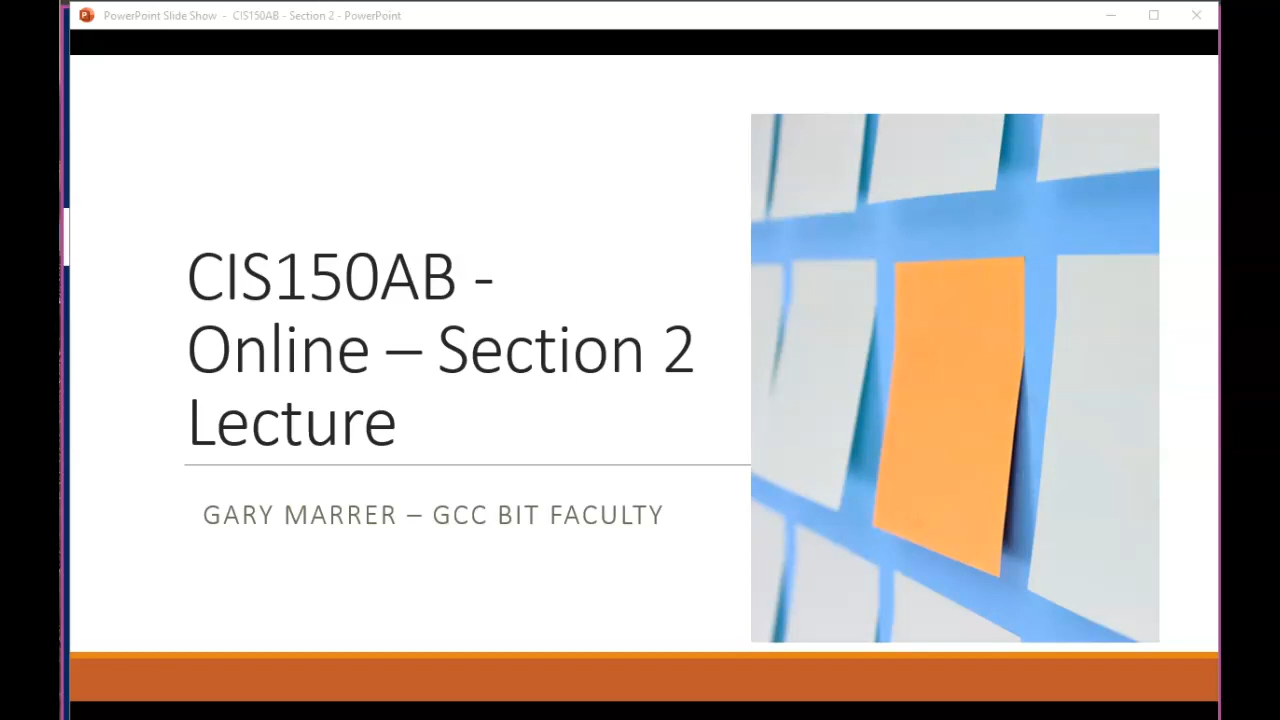 PowerPoint Slide Show - CIS150AB - Section 2 - PowerPoint
CIS150AB -
Online – Section 2
Lecture
GARY MARRER – GCC BIT FACULTY